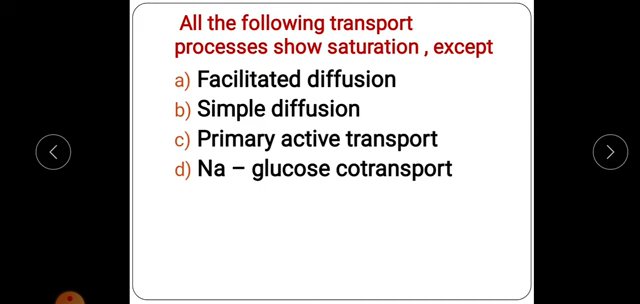 All the following transport
processes show saturation , except
a) Facilitated diffusion
b) Simple diffusion
c) Primary active transport
d) Na – glucose cotransport